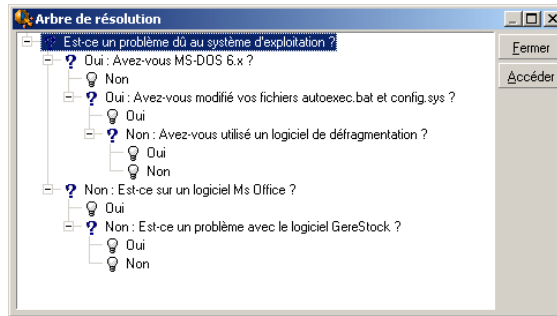 Arbre de résolution
Est-ce un problème dû au système d'exploitation ?
Fermer
Oui : Avez-vous MS-DOS 6.x ?
Accéder
Non
Oui : Avez-vous modifié vos fichiers autoexec.bat et config.sys ?
Oui
Non : Avez-vous utilisé un logiciel de défragmentation ?
Oui
Non
Non : Est-ce sur un logiciel Ms Office ?
Oui
Non : Est-ce un problème avec le logiciel GereStock ?
Oui
Non